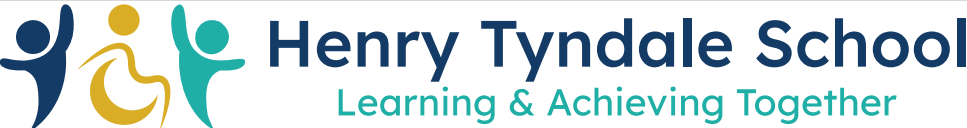 Henry Tyndale School
Learning & Achieving Together